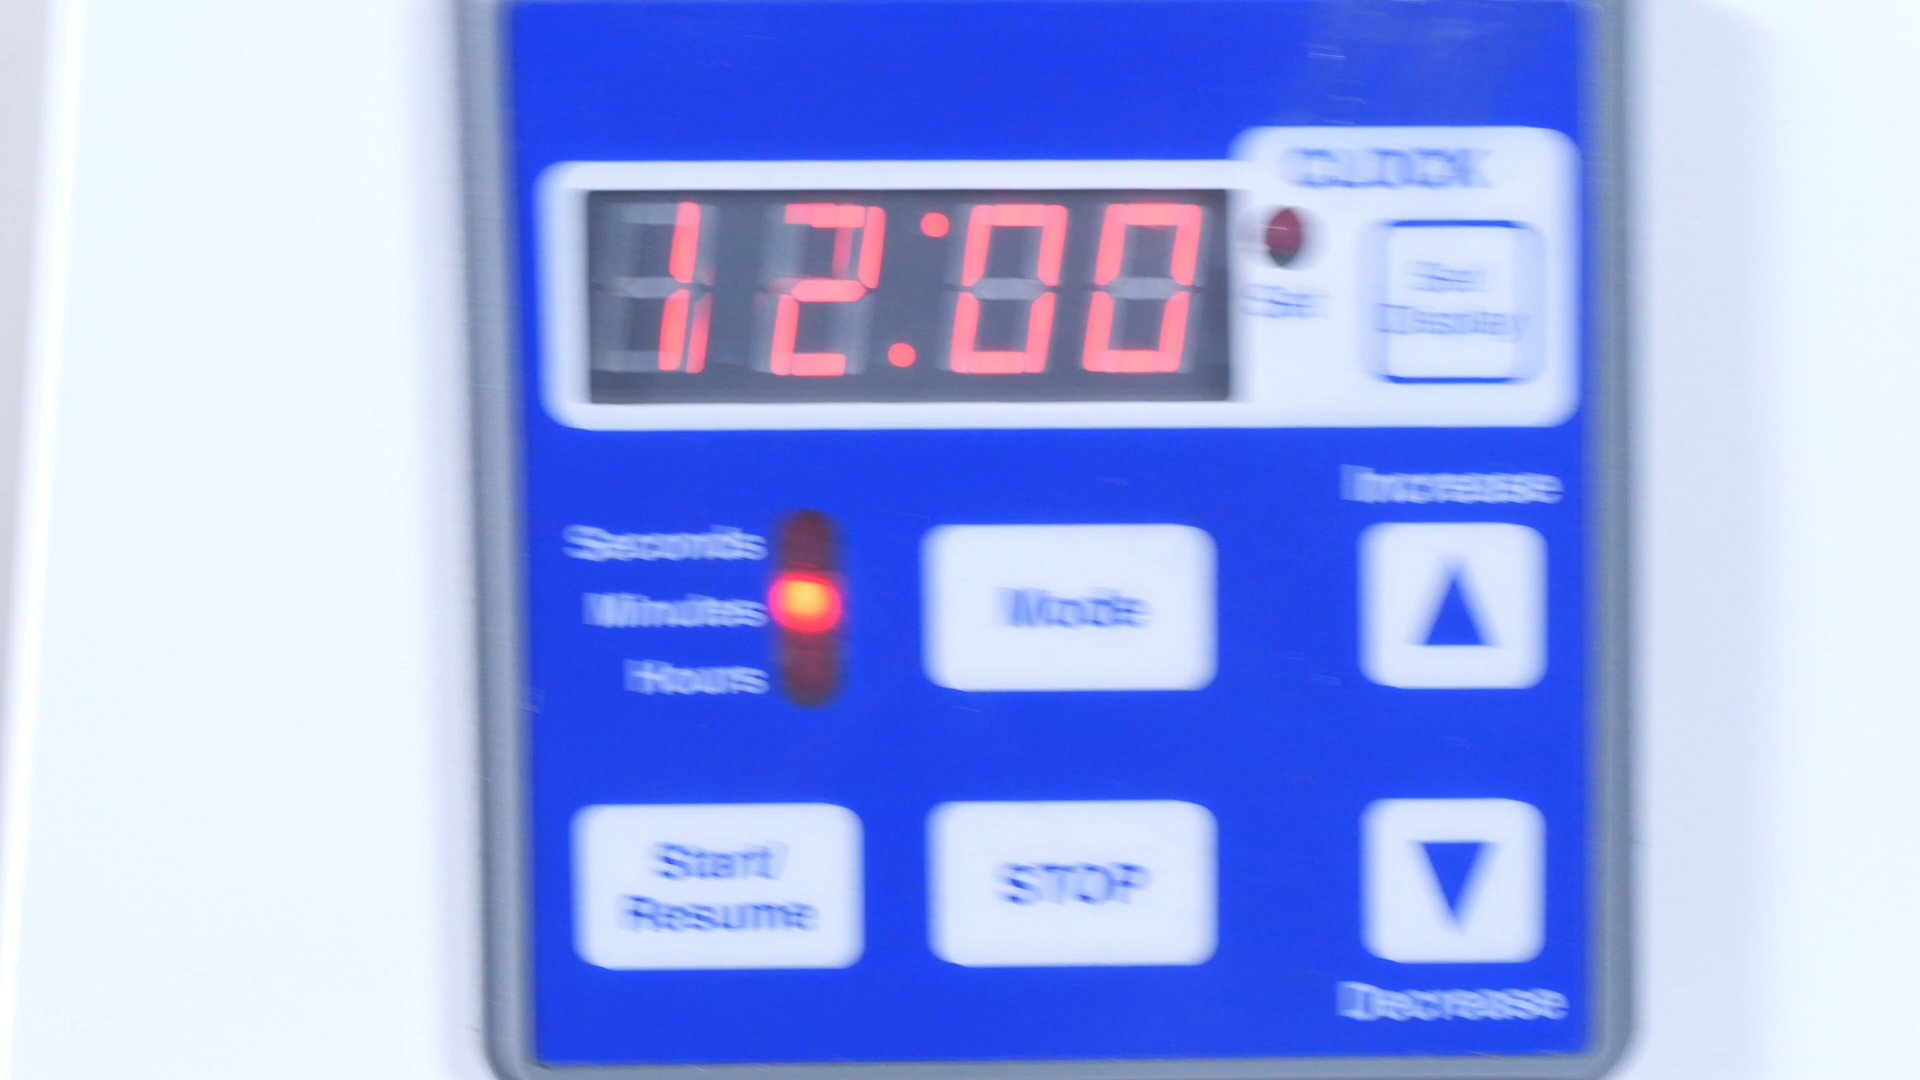 CLOCK
12:00
Set
Set/
Display
Increase
Seconds
Minutes
Hours
Mode
Start/
Resume
STOP
Decrease